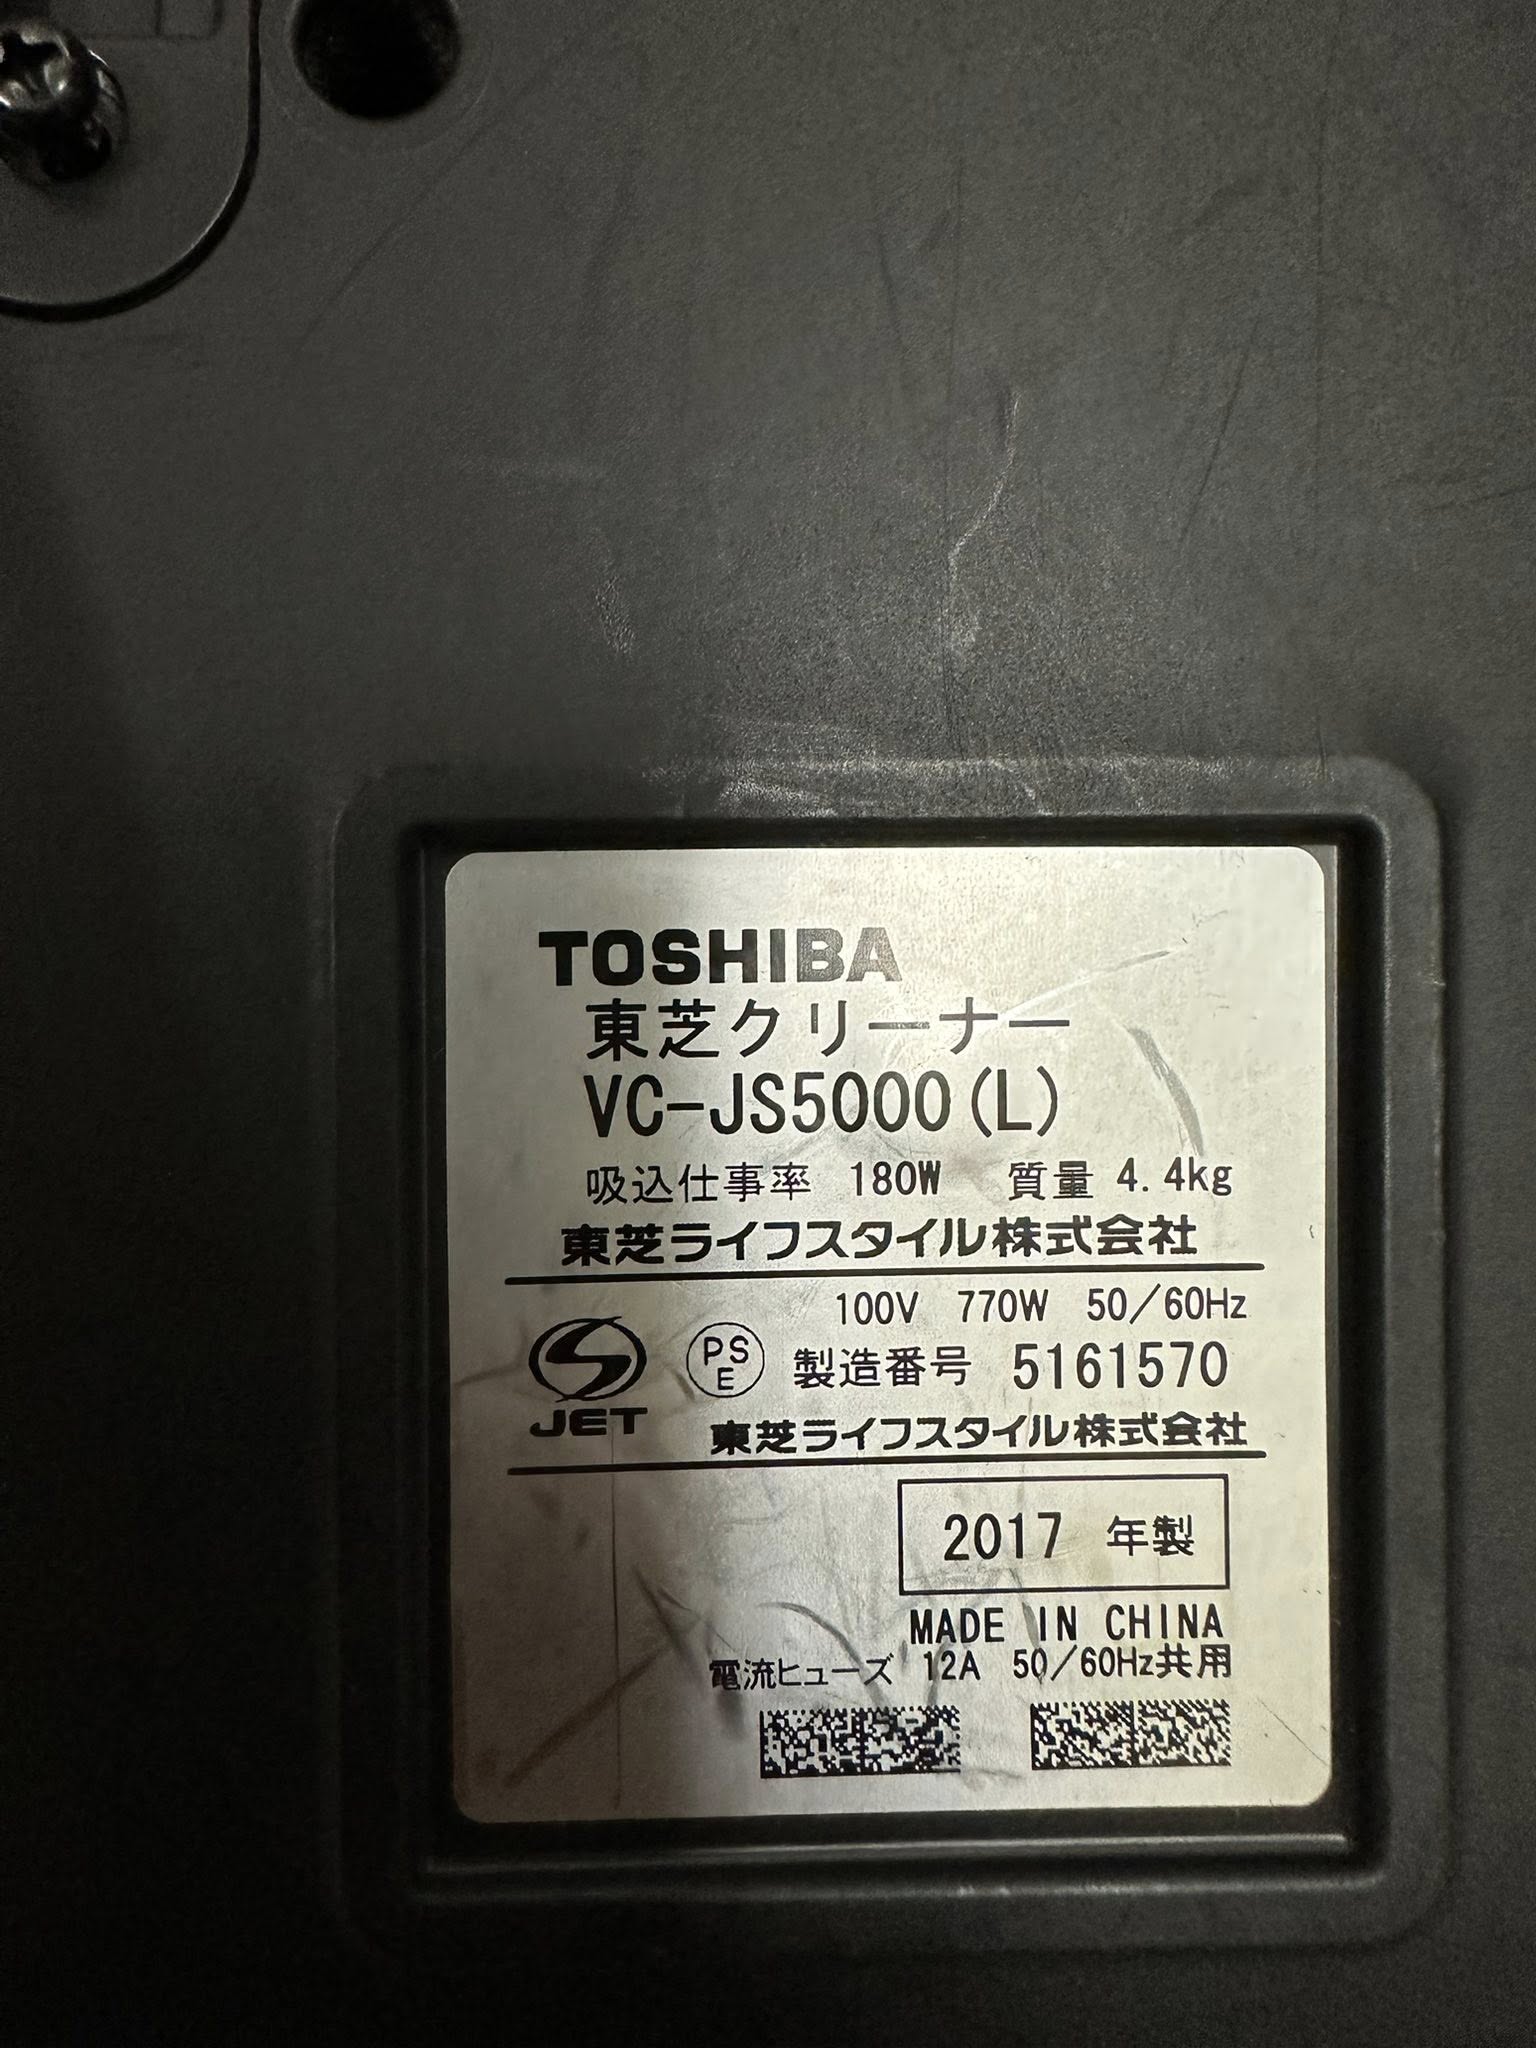 TOSHIBA
東芝クリーナー
VC-JS5000(L)
吸込仕事率 180W 質量 4.4kg
東芝ライフスタイル株式会社
100V 770W 50/60Hz
JET PSE 製造番号 5161570
東芝ライフスタイル株式会社
2017 年製
MADE IN CHINA
電流ヒューズ 12A 50/60Hz共用